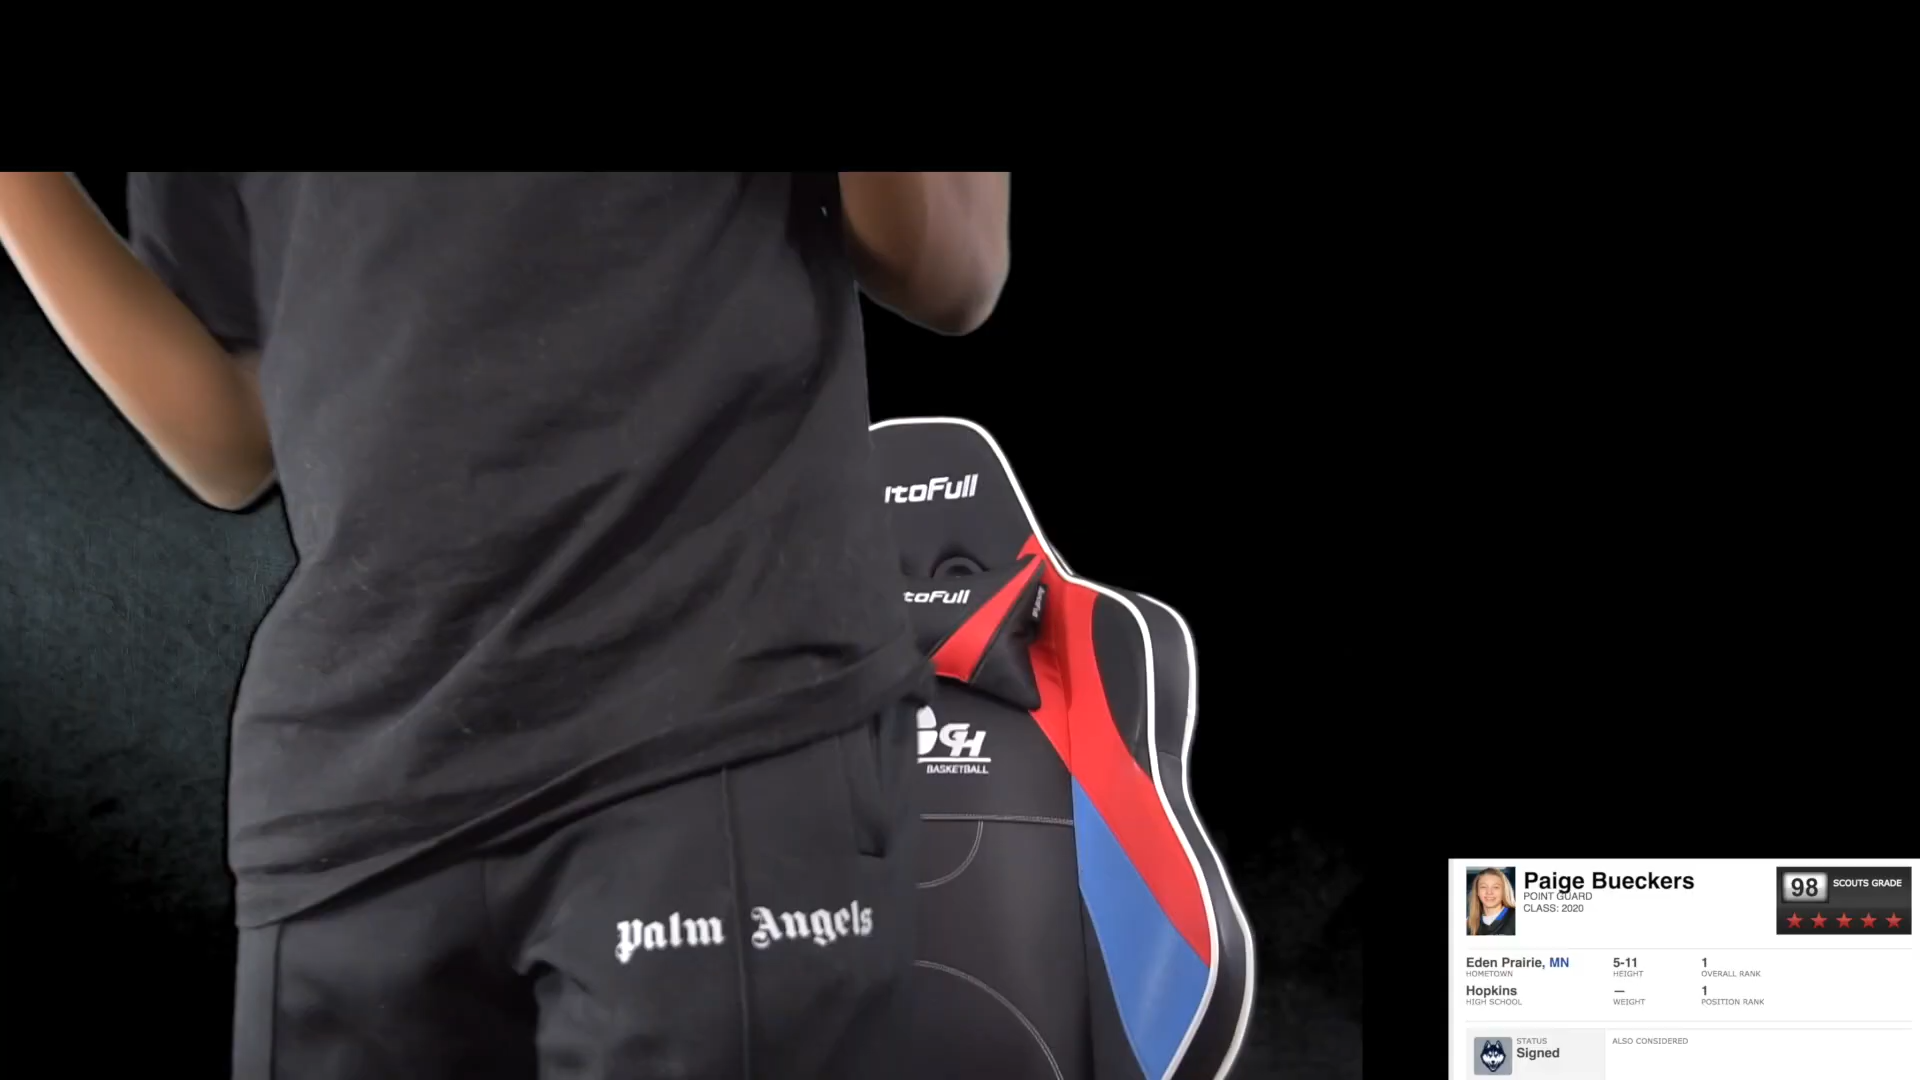 itoFull
toFull
GH
BASKETBALL
Palm Angels
Paige Bueckers
POINT GUARD
CLASS: 2020
98 SCOUTS GRADE
Eden Prairie, MN 5-11 1
HOMETOWN HEIGHT OVERALL RANK
Hopkins — 1
HIGH SCHOOL WEIGHT POSITION RANK
STATUS ALSO CONSIDERED
Signed